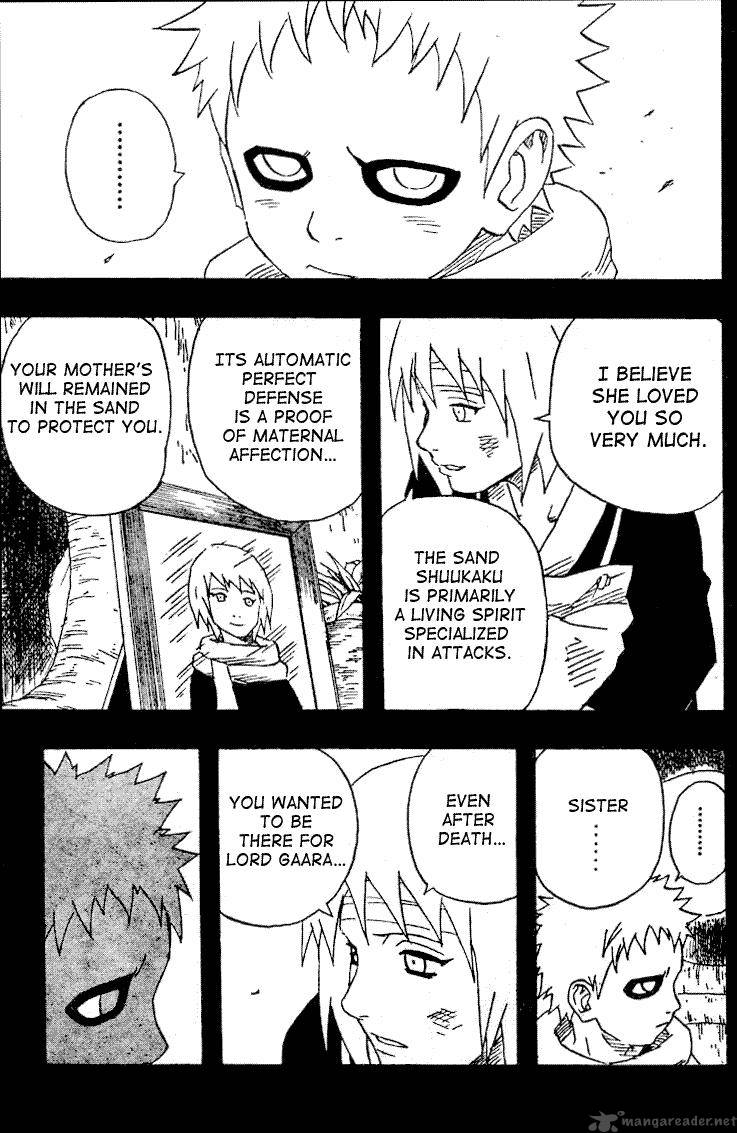 ..........
I BELIEVE
SHE LOVED
YOU SO
VERY MUCH.
THE SAND
SHUUKAKU
IS PRIMARILY
A LIVING SPIRIT
SPECIALIZED
IN ATTACKS.
ITS AUTOMATIC
PERFECT
DEFENSE
IS A PROOF
OF MATERNAL
AFFECTION...
YOUR MOTHER'S
WILL REMAINED
IN THE SAND
TO PROTECT YOU.
........
SISTER
......
EVEN
AFTER
DEATH...
YOU WANTED
TO BE
THERE FOR
LORD GAARA...
mangareader.net